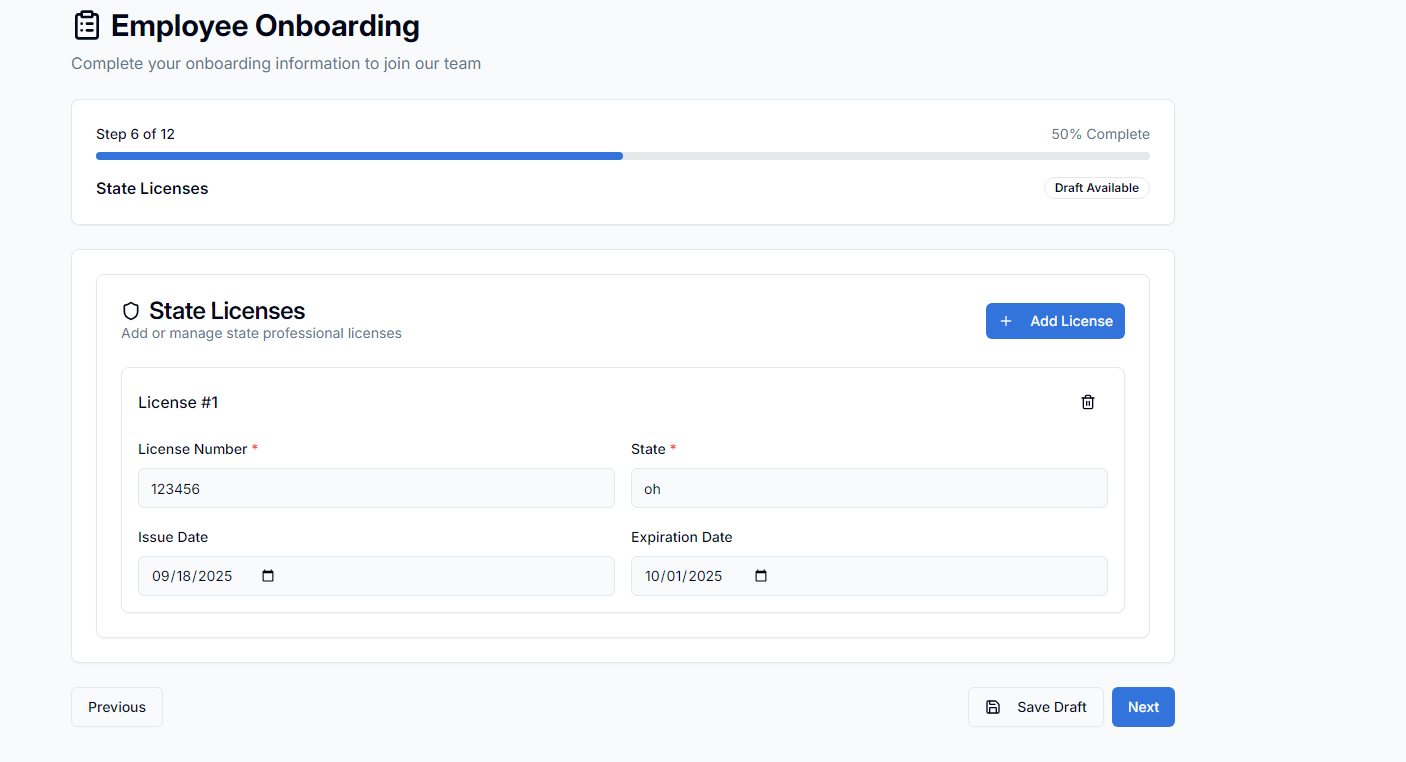 Employee Onboarding
Complete your onboarding information to join our team
Step 6 of 12
50% Complete
State Licenses
Draft Available
State Licenses
Add or manage state professional licenses
Add License
License #1
License Number *
State *
123456
oh
Issue Date
Expiration Date
09/18/2025
10/01/2025
Previous
Save Draft
Next